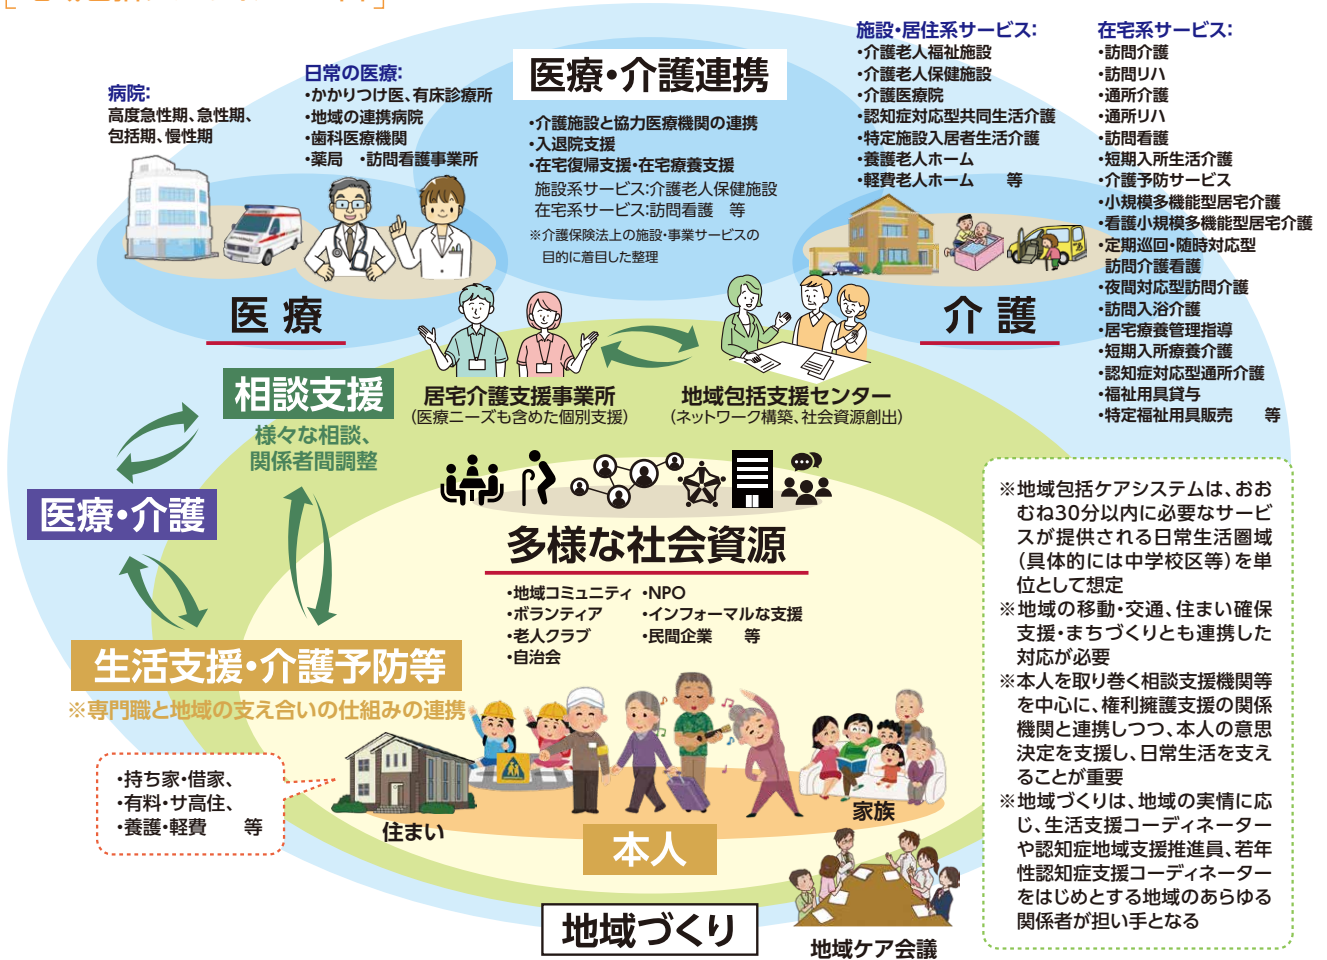 医療・介護連携
・介護施設と協力医療機関の連携
・入退院支援
・在宅復帰支援・在宅療養支援
施設系サービス:介護老人保健施設
在宅系サービス:訪問看護　等
※介護保険法上の施設・事業サービスの
目的に着目した整理
病院:
高度急性期、急性期、
包括期、慢性期
日常の医療:
・かかりつけ医、有床診療所
・地域の連携病院
・歯科医療機関
・薬局　・訪問看護事業所
医療
施設・居住系サービス:
・介護老人福祉施設
・介護老人保健施設
・介護医療院
・認知症対応型共同生活介護
・特定施設入居者生活介護
・養護老人ホーム
・軽費老人ホーム　　等
介護
在宅系サービス:
・訪問介護
・訪問リハ
・通所介護
・通所リハ
・訪問看護
・短期入所生活介護
・介護予防サービス
・小規模多機能型居宅介護
・看護小規模多機能型居宅介護
・定期巡回・随時対応型
訪問介護看護
・夜間対応型訪問介護
・訪問入浴介護
・居宅療養管理指導
・短期入所療養介護
・認知症対応型通所介護
・福祉用具貸与
・特定福祉用具販売　　等
居宅介護支援事業所
(医療ニーズも含めた個別支援)
地域包括支援センター
(ネットワーク構築、社会資源創出)
相談支援
様々な相談、
関係者間調整
医療・介護
生活支援・介護予防等
※専門職と地域の支え合いの仕組みの連携
多様な社会資源
・地域コミュニティ ・NPO
・ボランティア　・インフォーマルな支援
・老人クラブ　・民間企業　　等
・自治会
・持ち家・借家、
・有料・サ高住、
・養護・軽費　　等
住まい
本人
家族
地域づくり
地域ケア会議
※地域包括ケアシステムは、おお
むね30分以内に必要なサービ
スが提供される日常生活圏域
(具体的には中学校区等)を単
位として想定
※地域の移動・交通、住まい確保
支援・まちづくりとも連携した
対応が必要
※本人を取り巻く相談支援機関等
を中心に、権利擁護支援の関係
機関と連携しつつ、本人の意思
決定を支援し、日常生活を支え
ることが重要
※地域づくりは、地域の実情に応
じ、生活支援コーディネーター
や認知症地域支援推進員、若年
性認知症支援コーディネーター
をはじめとする地域のあらゆる
関係者が担い手となる